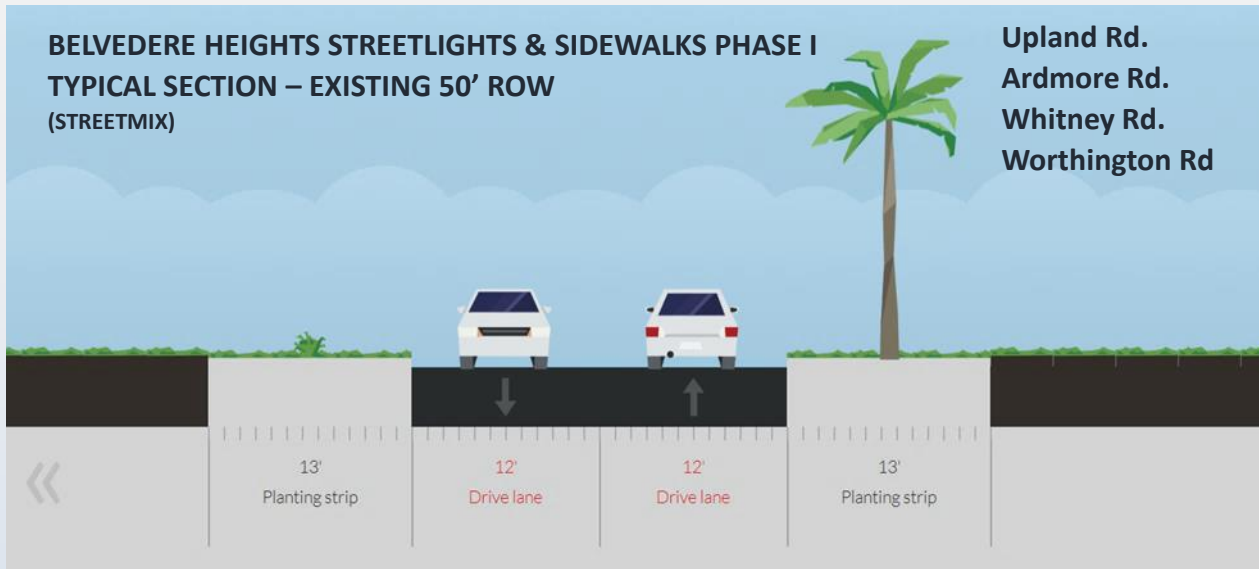 BELVEDERE HEIGHTS STREETLIGHTS & SIDEWALKS PHASE I
TYPICAL SECTION – EXISTING 50’ ROW
(STREETMIX)
Upland Rd.
Ardmore Rd.
Whitney Rd.
Worthington Rd
13'
Planting strip
12'
Drive lane
12'
Drive lane
13'
Planting strip